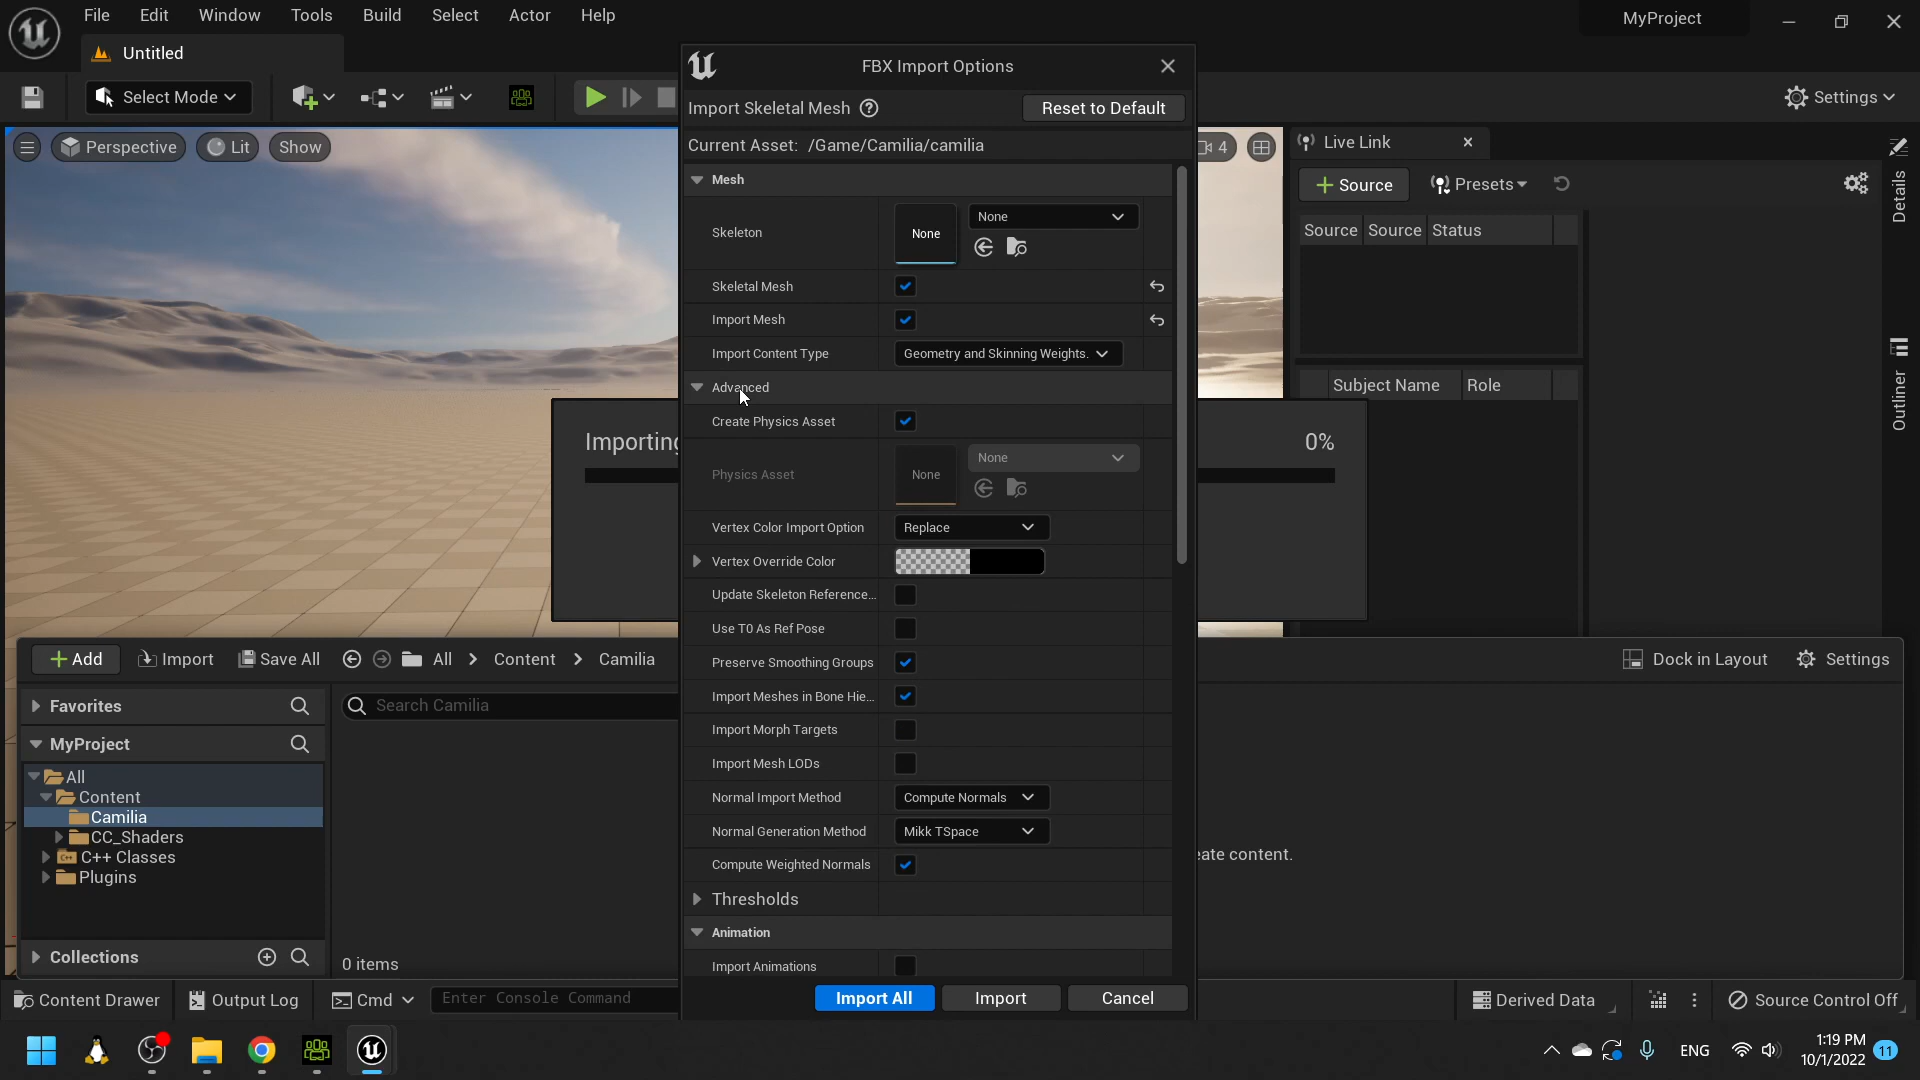 File Edit Window Tools Build Select Actor Help
MyProject
Untitled
Select Mode
Settings
FBX Import Options
Import Skeletal Mesh
Reset to Default
Current Asset: /Game/Camilia/camilia
Perspective Lit Show
4
Live Link
Source Presets
Source Source Status
Subject Name Role
Details
Outliner
Mesh
Skeleton None None
Skeletal Mesh
Import Mesh
Import Content Type Geometry and Skinning Weights.
Advanced
Create Physics Asset
Physics Asset None None
Vertex Color Import Option Replace
Vertex Override Color
Update Skeleton Reference...
Use T0 As Ref Pose
Preserve Smoothing Groups
Import Meshes in Bone Hie...
Import Morph Targets
Import Mesh LODs
Normal Import Method Compute Normals
Normal Generation Method Mikk TSpace
Compute Weighted Normals
Thresholds
Animation
Import Animations
Import All Import Cancel
Importing
0%
Add Import Save All All Content Camilia
Dock in Layout Settings
Favorites
Search Camilia
MyProject
All
Content
Camilia
CC_Shaders
C++ Classes
Plugins
Collections
0 items
eate content.
Content Drawer Output Log Cmd Enter Console Command
Derived Data Source Control Off
ENG
1:19 PM
10/1/2022
11